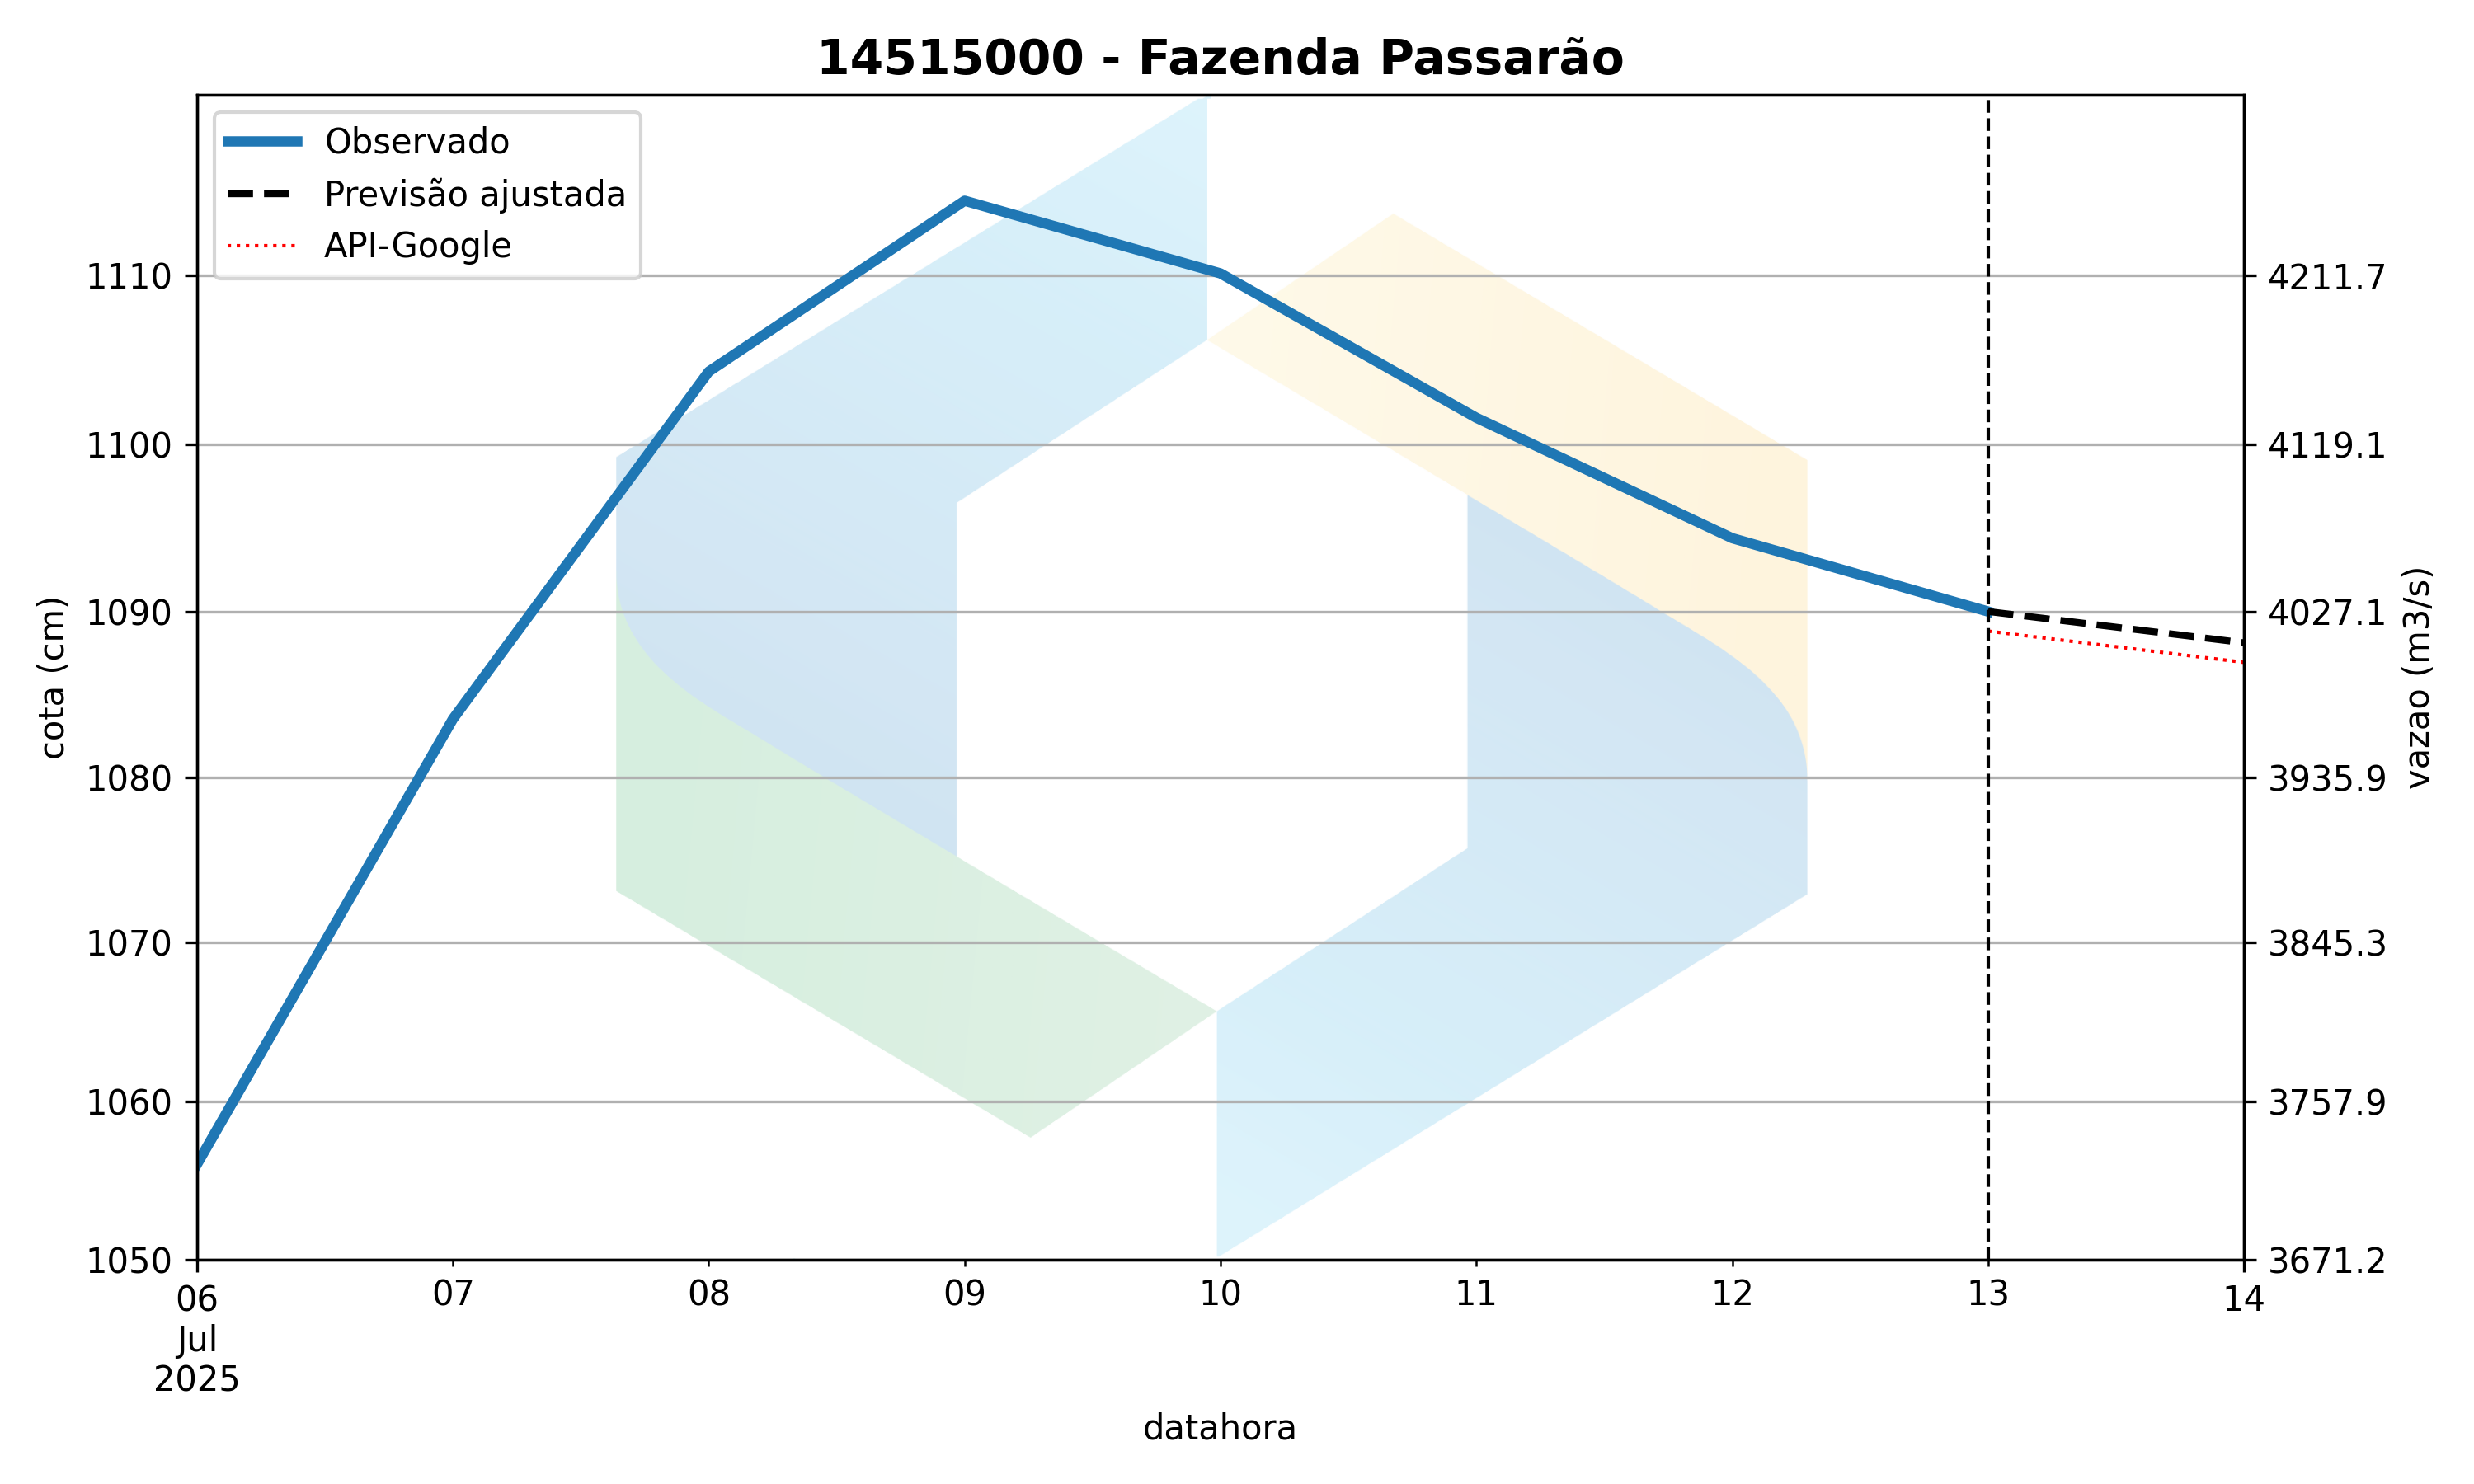 14515000 - Fazenda Passarão
Observado
Previsão ajustada
API-Google
1110
1100
1090
1080
1070
1060
1050
cota (cm)
4211.7
4119.1
4027.1
3935.9
3845.3
3757.9
3671.2
vazao (m3/s)
06 07 08 09 10 11 12 13 14
Jul
2025
datahora